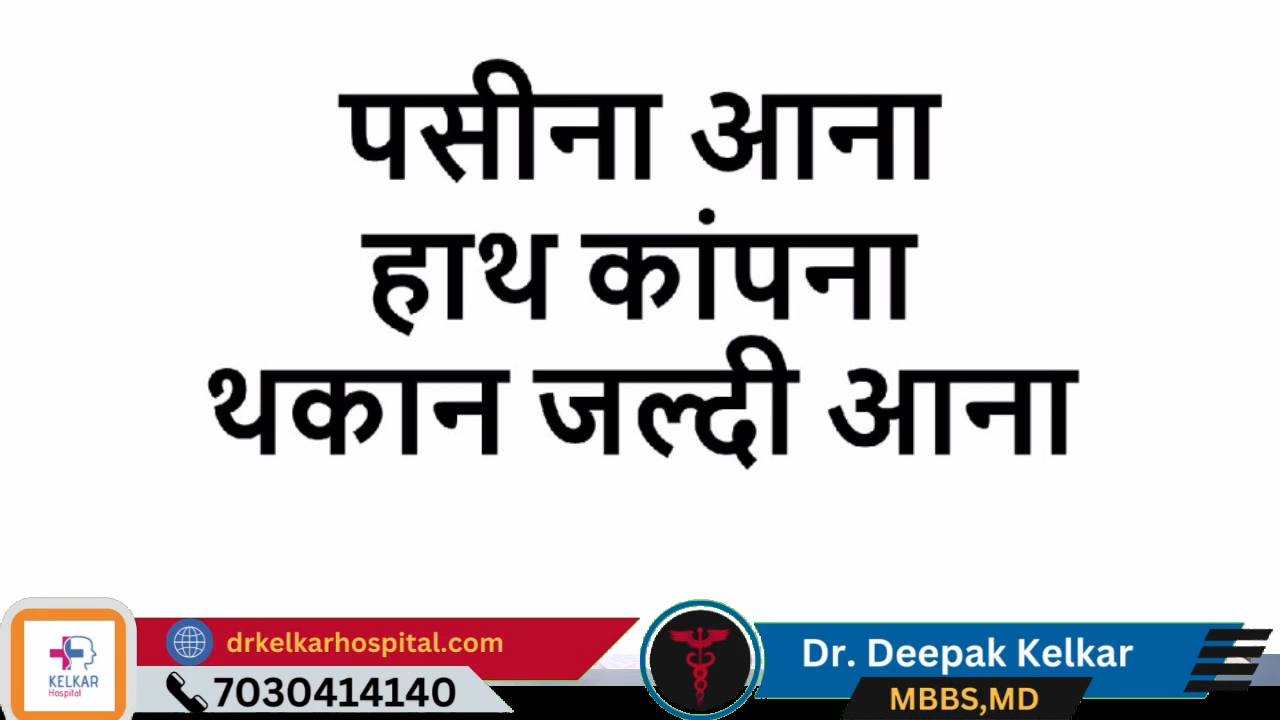 पसीना आना
हाथ कांपना
थकान जल्दी आना
KELKAR
Hospital
drkelkarhospital.com
7030414140
Dr. Deepak Kelkar
MBBS,MD